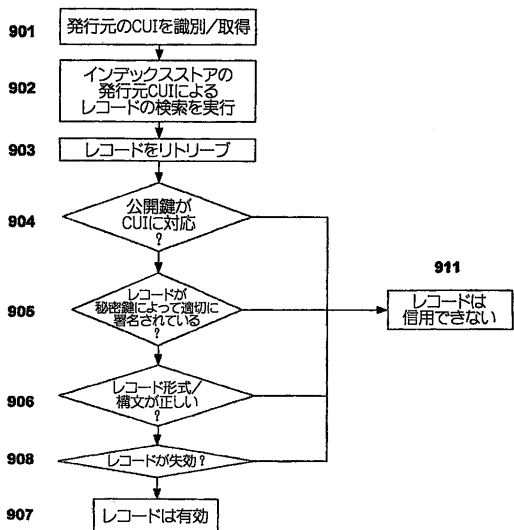 901
発行元のCUIを識別/取得
902
インデックスストアの
発行元CUIによる
レコードの検索を実行
903
レコードをリトリーブ
904
公開鍵が
CUIに対応
?
911
レコードは
信用できない
905
レコードが
秘密鍵によって適切に
署名されている
?
906
レコード形式/
構文が正しい
?
908
レコードが失効?
907
レコードは有効